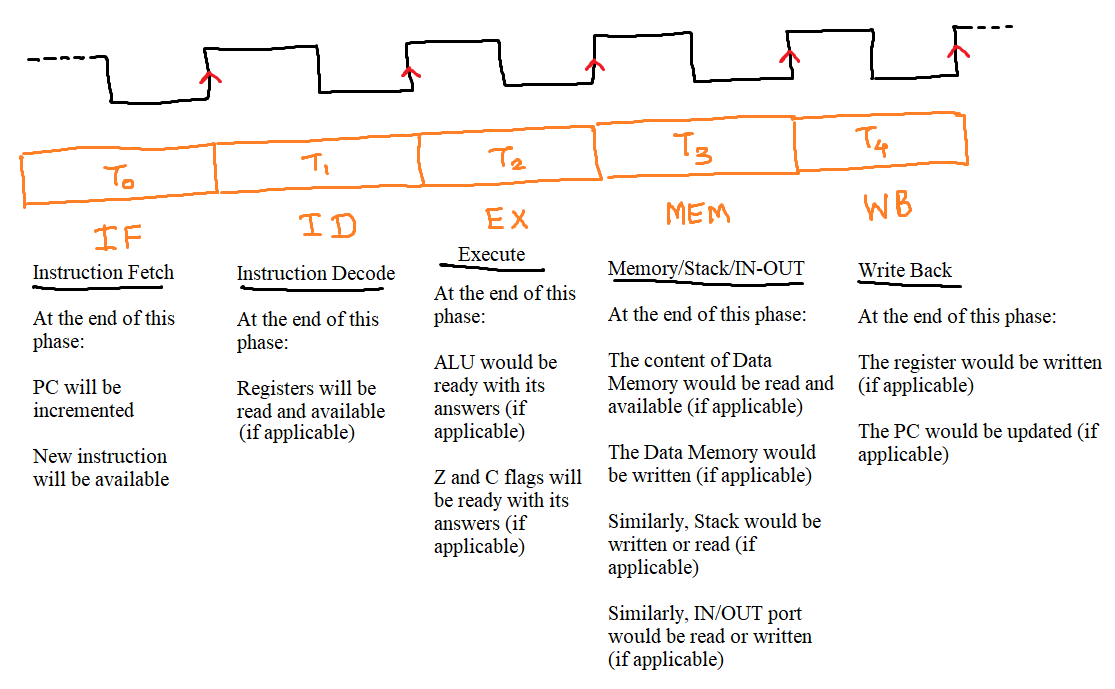 T0
T1
T2
T3
T4
IF
ID
EX
MEM
WB
Instruction Fetch
At the end of this
phase:
PC will be
incremented
New instruction
will be available
Instruction Decode
At the end of this
phase:
Registers will be
read and available
(if applicable)
Execute
At the end of this
phase:
ALU would be
ready with its
answers (if
applicable)
Z and C flags will
be ready with its
answers (if
applicable)
Memory/Stack/IN-OUT
At the end of this phase:
The content of Data
Memory would be read and
available (if applicable)
The Data Memory would
be written (if applicable)
Similarly, Stack would be
written or read (if
applicable)
Similarly, IN/OUT port
would be read or written
(if applicable)
Write Back
At the end of this phase:
The register would be written
(if applicable)
The PC would be updated (if
applicable)